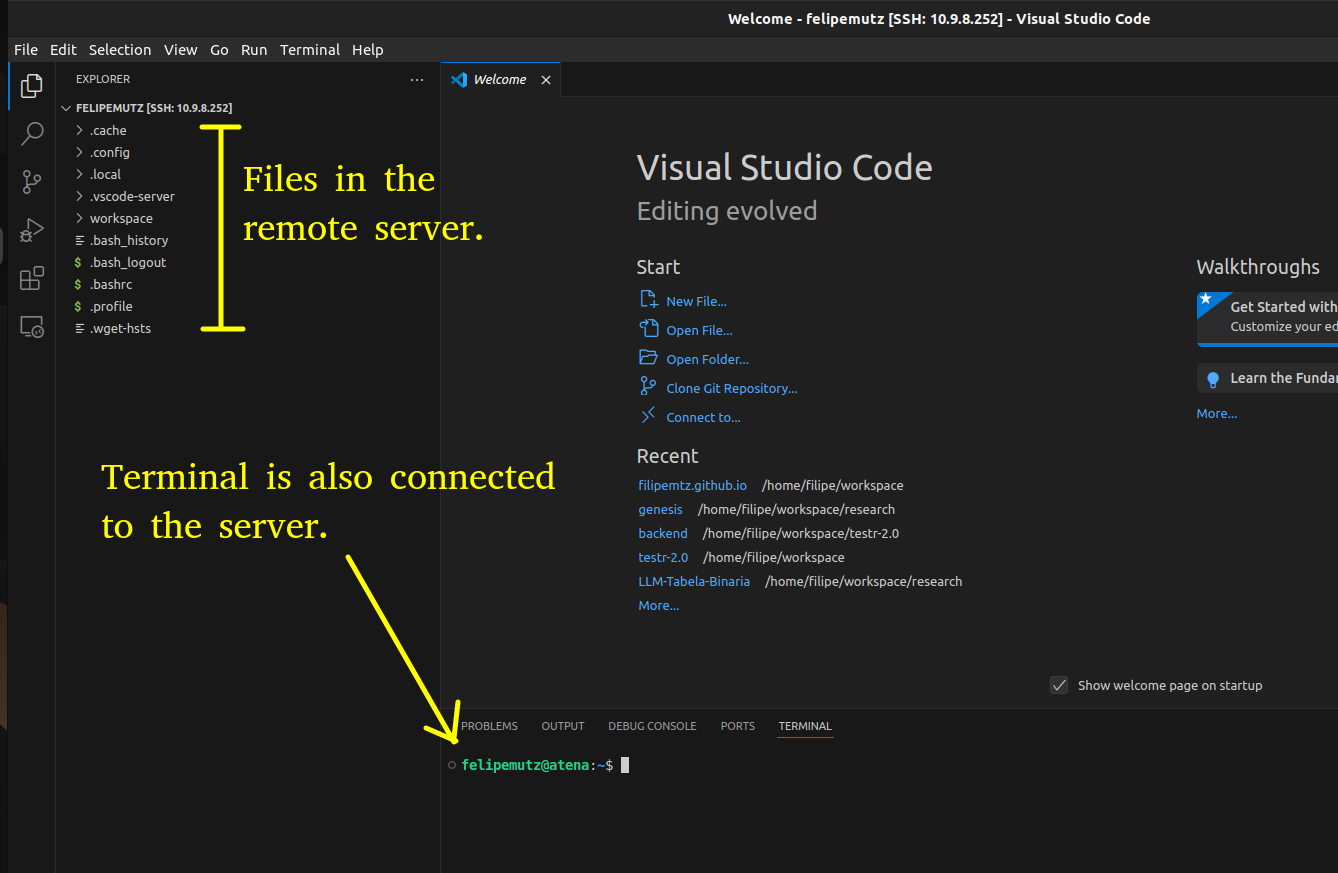 Welcome - felipemutz [SSH: 10.9.8.252] - Visual Studio Code
File Edit Selection View Go Run Terminal Help
EXPLORER
Welcome
FELIPEMUTZ [SSH: 10.9.8.252]
.cache
.config
.local
.vscode-server
workspace
.bash_history
.bash_logout
.bashrc
.profile
.wget-hsts
Files in the
remote server.
Visual Studio Code
Editing evolved
Start
New File...
Open File...
Open Folder...
Clone Git Repository...
Connect to...
Walkthroughs
Get Started with
Customize your ed
Learn the Fundar
More...
Recent
filipemtz.github.io /home/filipe/workspace
genesis /home/filipe/workspace/research
backend /home/filipe/workspace/testr-2.0
testr-2.0 /home/filipe/workspace
LLM-Tabela-Binaria /home/filipe/workspace/research
More...
Terminal is also connected
to the server.
Show welcome page on startup
PROBLEMS OUTPUT DEBUG CONSOLE PORTS TERMINAL
felipemutz@atena:~$